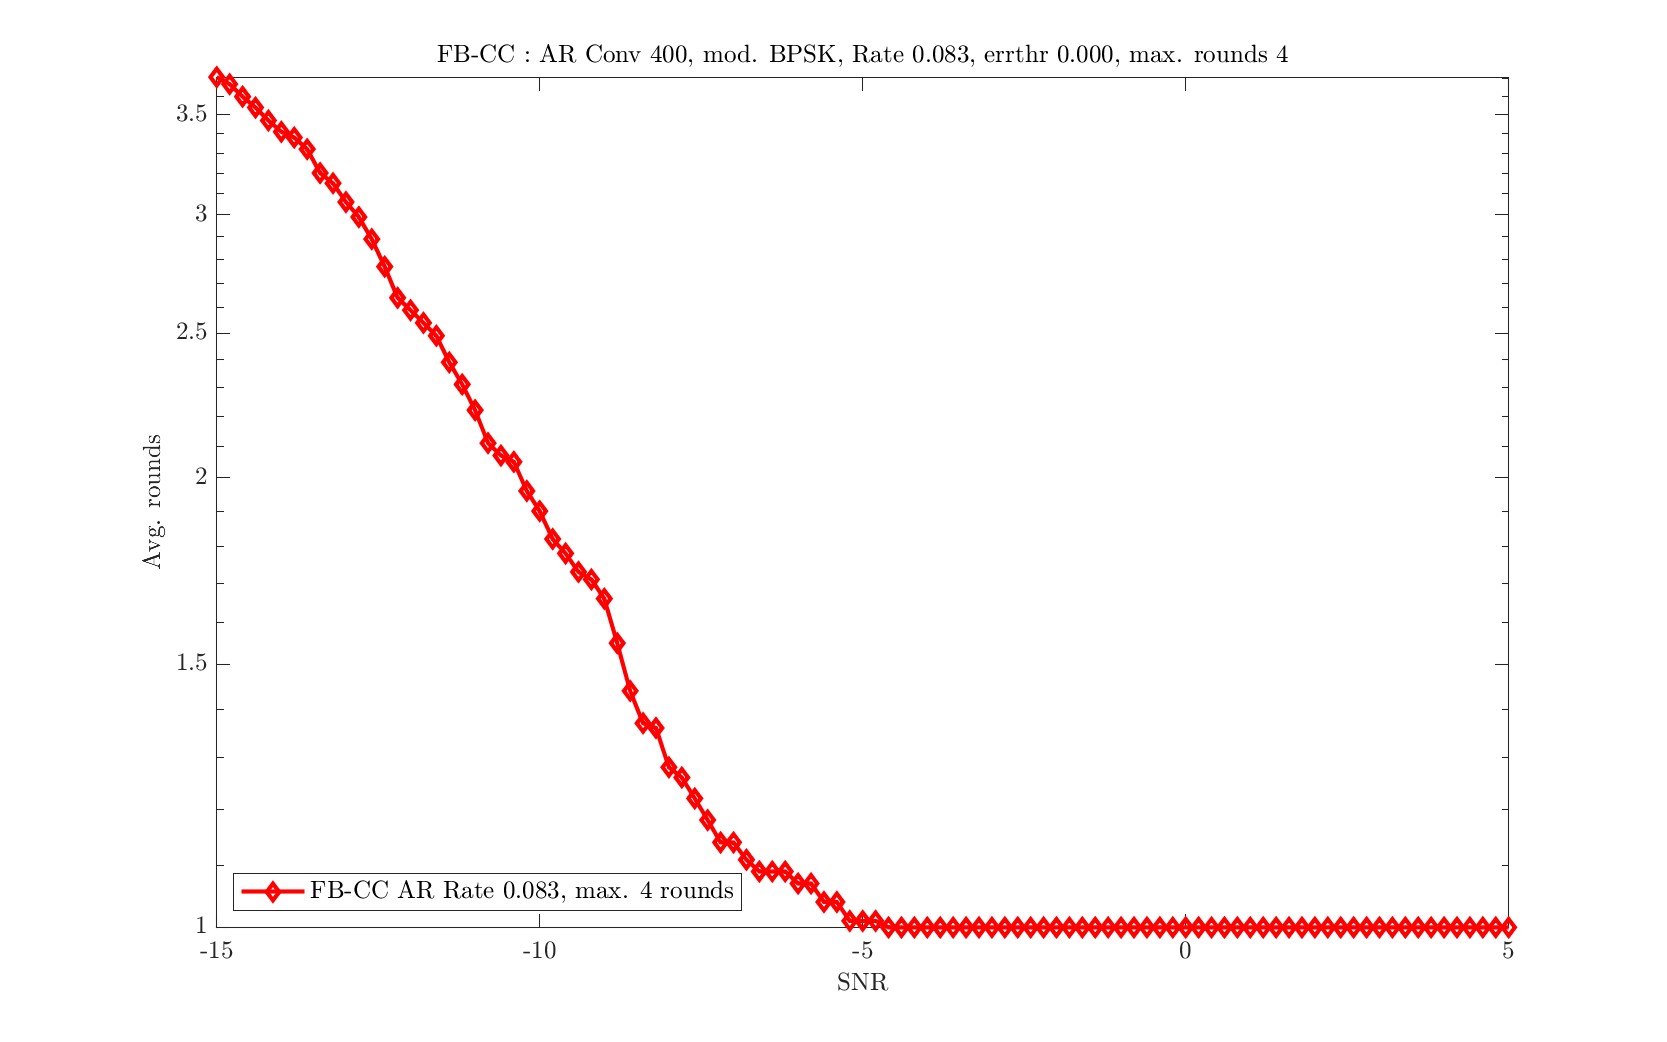 FB-CC : AR Conv 400, mod. BPSK, Rate 0.083, errthr 0.000, max. rounds 4
3.5
3
2.5
2
1.5
1
Avg. rounds
FB-CC AR Rate 0.083, max. 4 rounds
-15 -10 -5 0 5
SNR